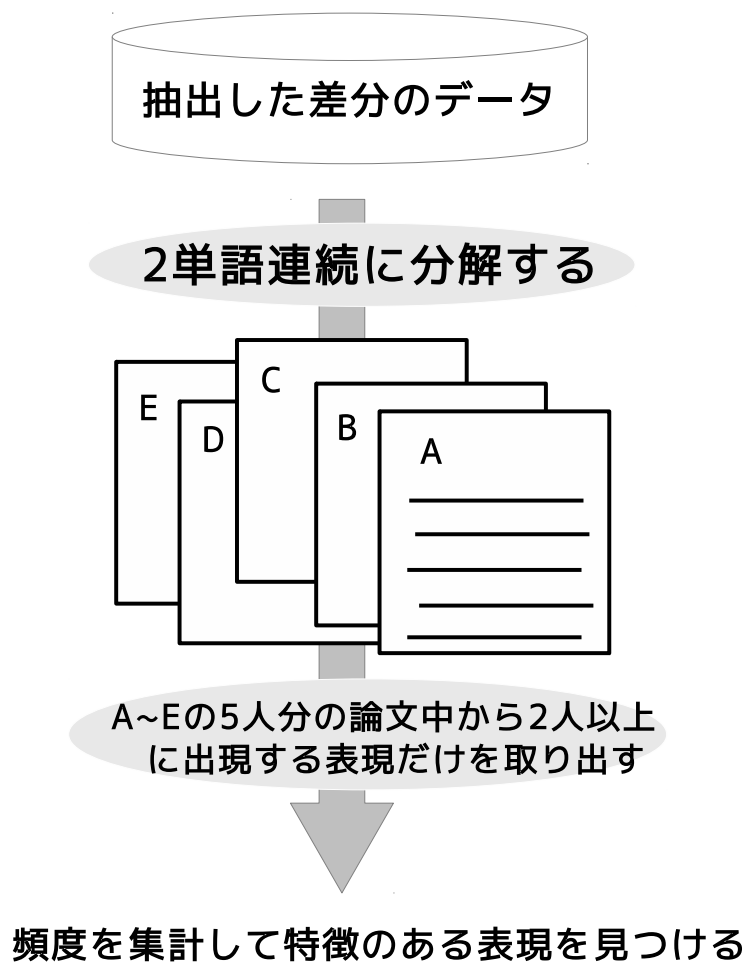 抽出した差分のデータ
2単語連続に分解する
C
E
B
D
A
A~Eの5人分の論文中から2人以上
に出現する表現だけを取り出す
頻度を集計して特徴のある表現を見つける